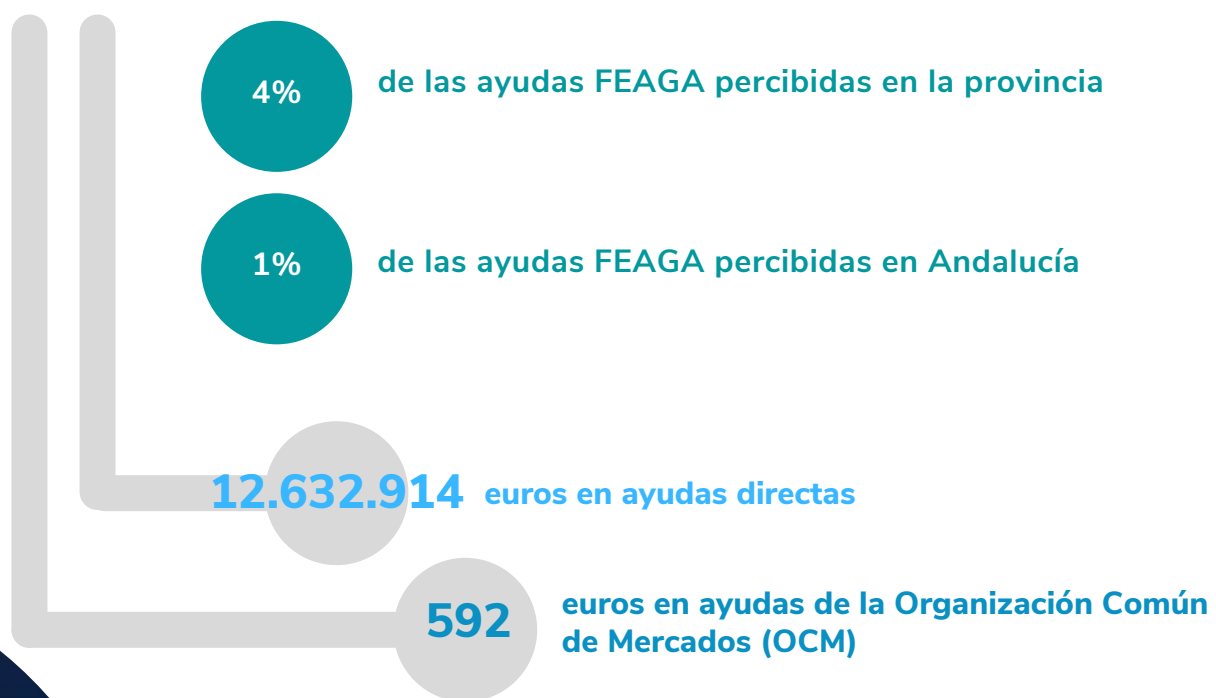 4% de las ayudas FEAGA percibidas en la provincia
1% de las ayudas FEAGA percibidas en Andalucía
12.632.914 euros en ayudas directas
592 euros en ayudas de la Organización Común
de Mercados (OCM)